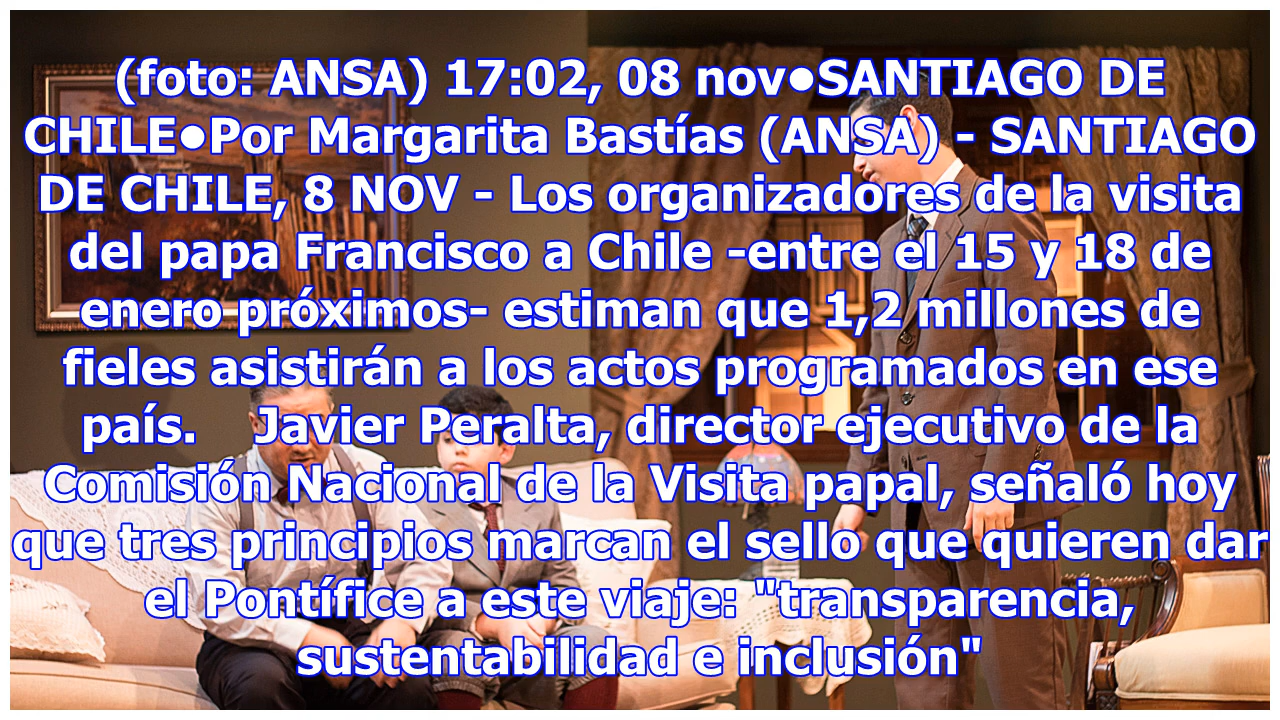 (foto: ANSA) 17:02, 08 nov•SANTIAGO DE
CHILE•Por Margarita Bastías (ANSA) - SANTIAGO
DE CHILE, 8 NOV - Los organizadores de la visita
del papa Francisco a Chile -entre el 15 y 18 de
enero próximos- estiman que 1,2 millones de
fieles asistirán a los actos programados en ese
país.    Javier Peralta, director ejecutivo de la
Comisión Nacional de la Visita papal, señaló hoy
que tres principios marcan el sello que quieren dar
el Pontífice a este viaje: "transparencia,
sustentabilidad e inclusión"